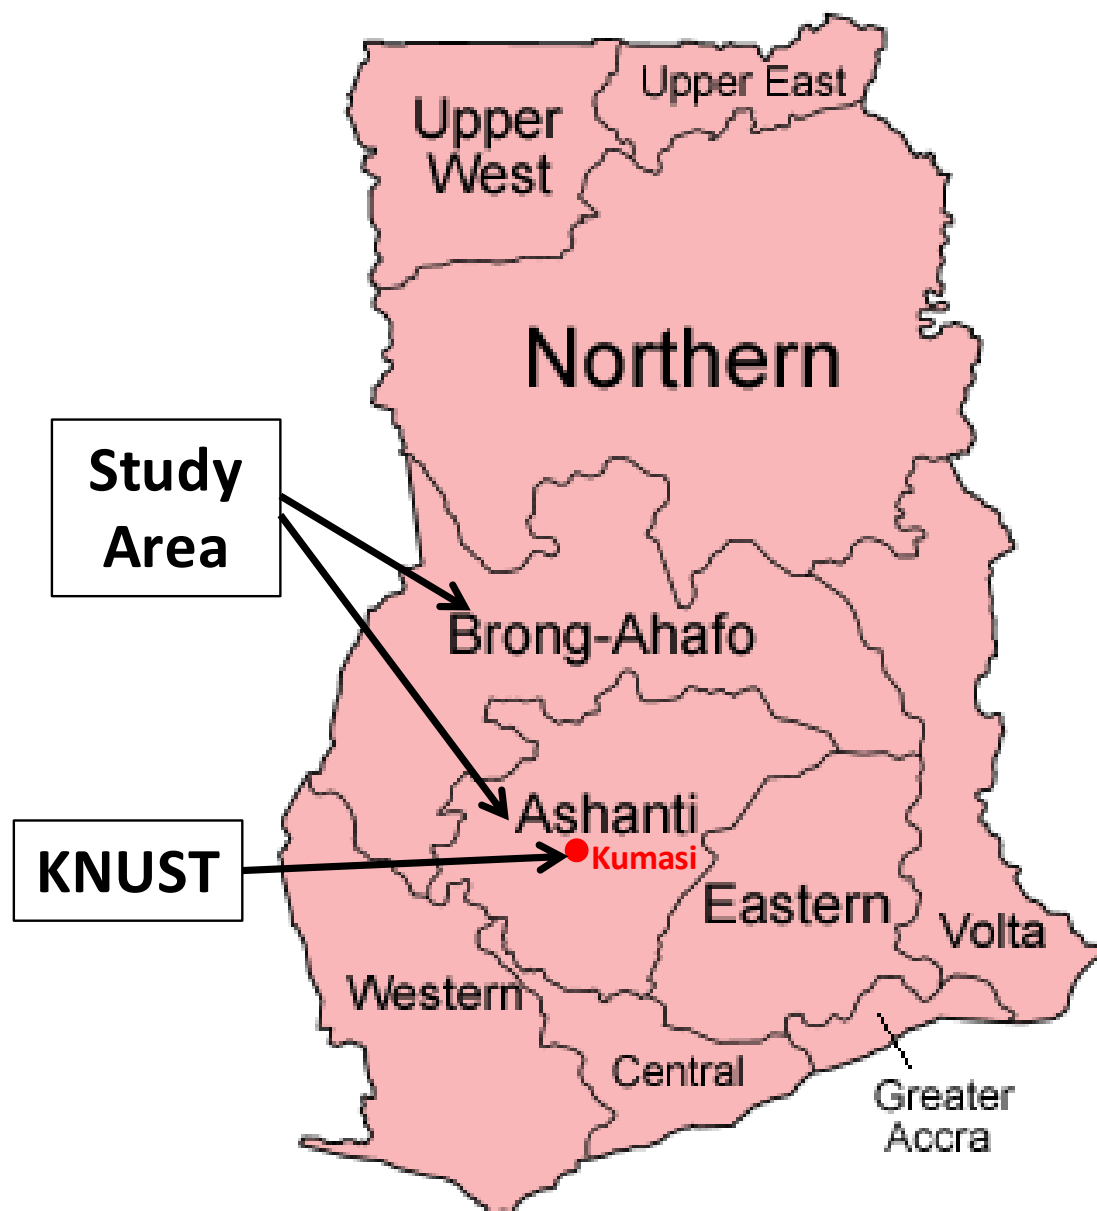 Upper East
Upper
West
Northern
Study
Area
Brong-Ahafo
Ashanti
KNUST
Kumasi
Eastern
Volta
Western
Central
Greater
Accra